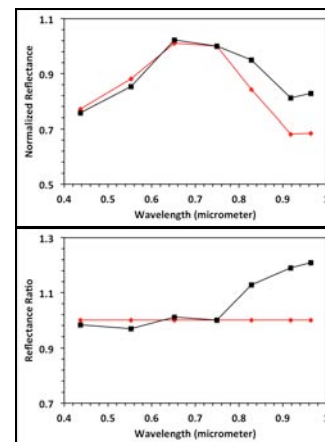 1.1
0.9
0.7
0.5
Normalized Reflectance
0.4 0.5 0.6 0.7 0.8 0.9 1
Wavelength (micrometer)
1.3
1.1
0.9
0.7
Reflectance Ratio
0.4 0.5 0.6 0.7 0.8 0.9 1
Wavelength (micrometer)